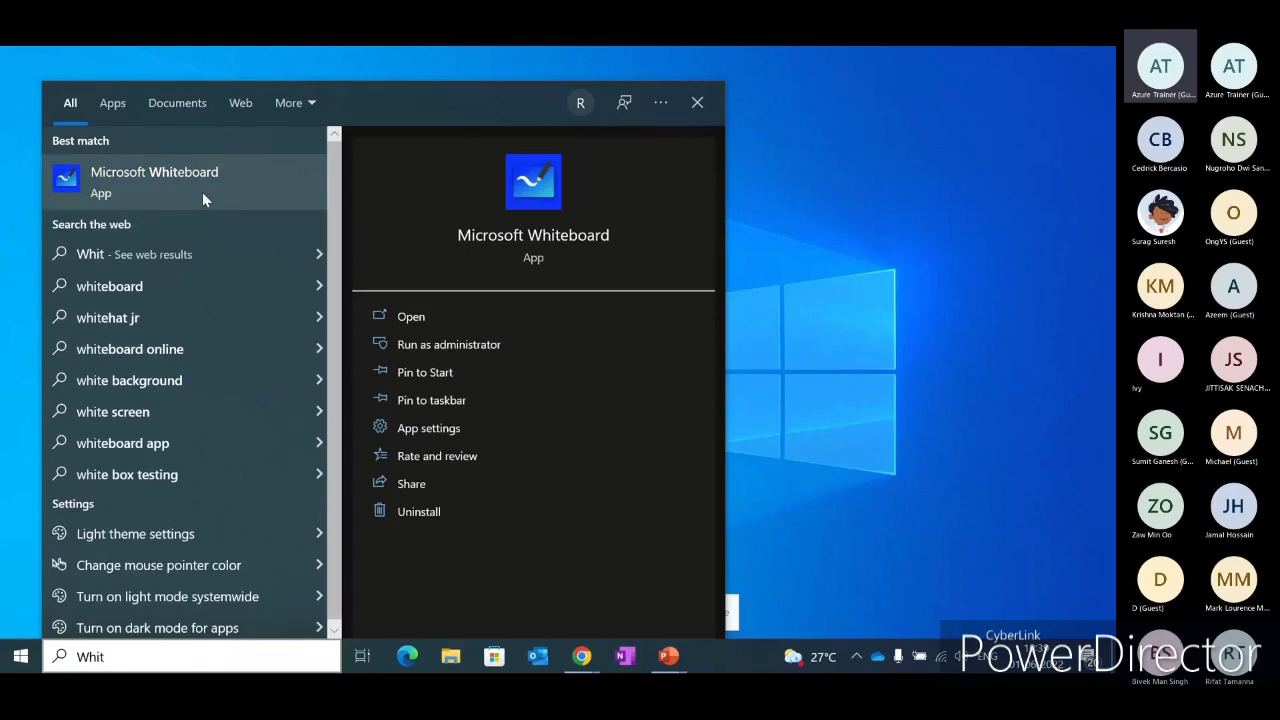 All
Apps
Documents
Web
More
R
Best match
Microsoft Whiteboard
App
Search the web
Whit - See web results
whiteboard
whitehat jr
whiteboard online
white background
white screen
whiteboard app
white box testing
Settings
Light theme settings
Change mouse pointer color
Turn on light mode systemwide
Turn on dark mode for apps
Whit
Microsoft Whiteboard
App
Open
Run as administrator
Pin to Start
Pin to taskbar
App settings
Rate and review
Share
Uninstall
27°C
ENG
CyberLink
PowerDirector
AT
Azure Trainer (Gu...
AT
Azure Trainer (Gu...
CB
Cedrick Bercasio
NS
Nugroho Dwi San...
Surag Suresh
O
OngYS (Guest)
KM
Krishna Moktan (...
A
Azeem (Guest)
I
Ivy
JS
JITTISAK SENACH...
SG
Sumit Ganesh (G...
M
Michael (Guest)
ZO
Zaw Min Oo
JH
Jamal Hossain
D
D (Guest)
MM
Mark Lourence M...
BS
Bivek Man Singh
RT
Rifat Tamanna